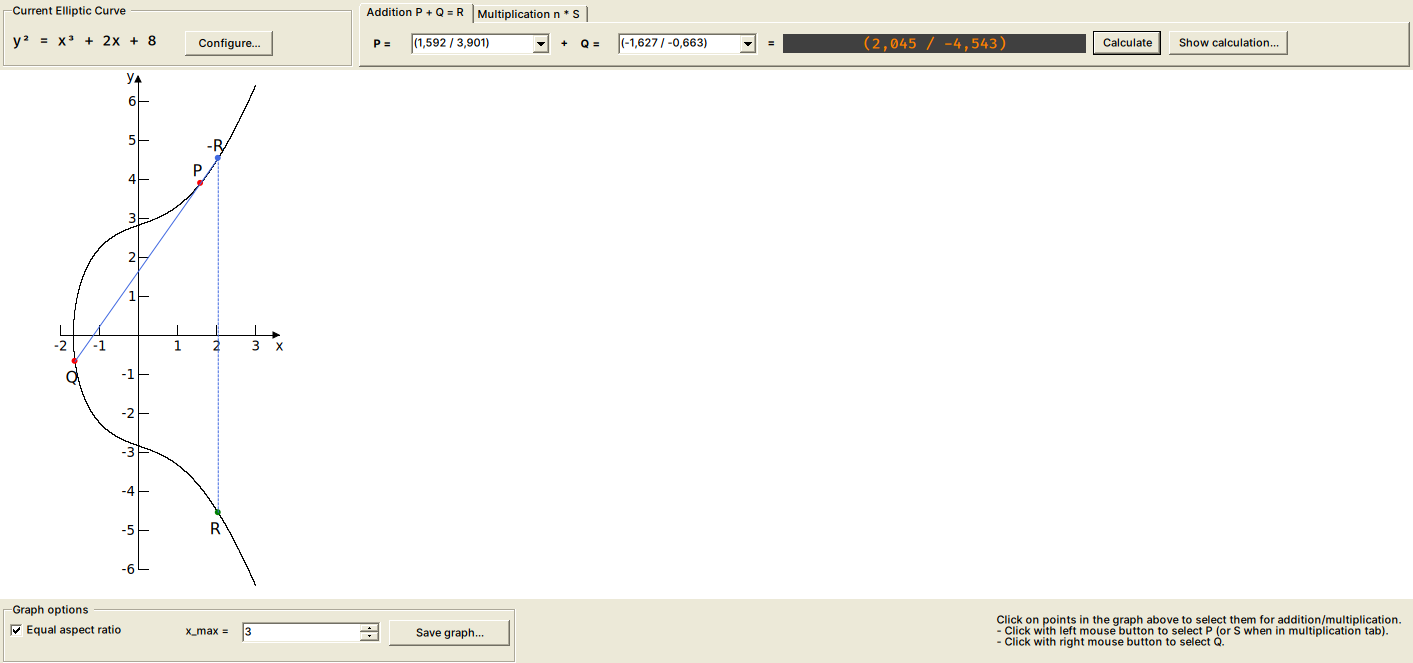 Current Elliptic Curve
y² = x³ + 2x + 8
Configure...
Addition P + Q = R
Multiplication n * S
P = (1,592 / 3,901) + Q = (-1,627 / -0,663) = (2,045 / -4,543) Calculate Show calculation...
y
6
5
-R
P
4
3
2
1
-2 -1 1 2 3 x
Q
-1
-2
-3
-4
R
-5
-6
Graph options
Equal aspect ratio
x_max = 3
Save graph...
Click on points in the graph above to select them for addition/multiplication.
- Click with left mouse button to select P (or S when in multiplication tab).
- Click with right mouse button to select Q.